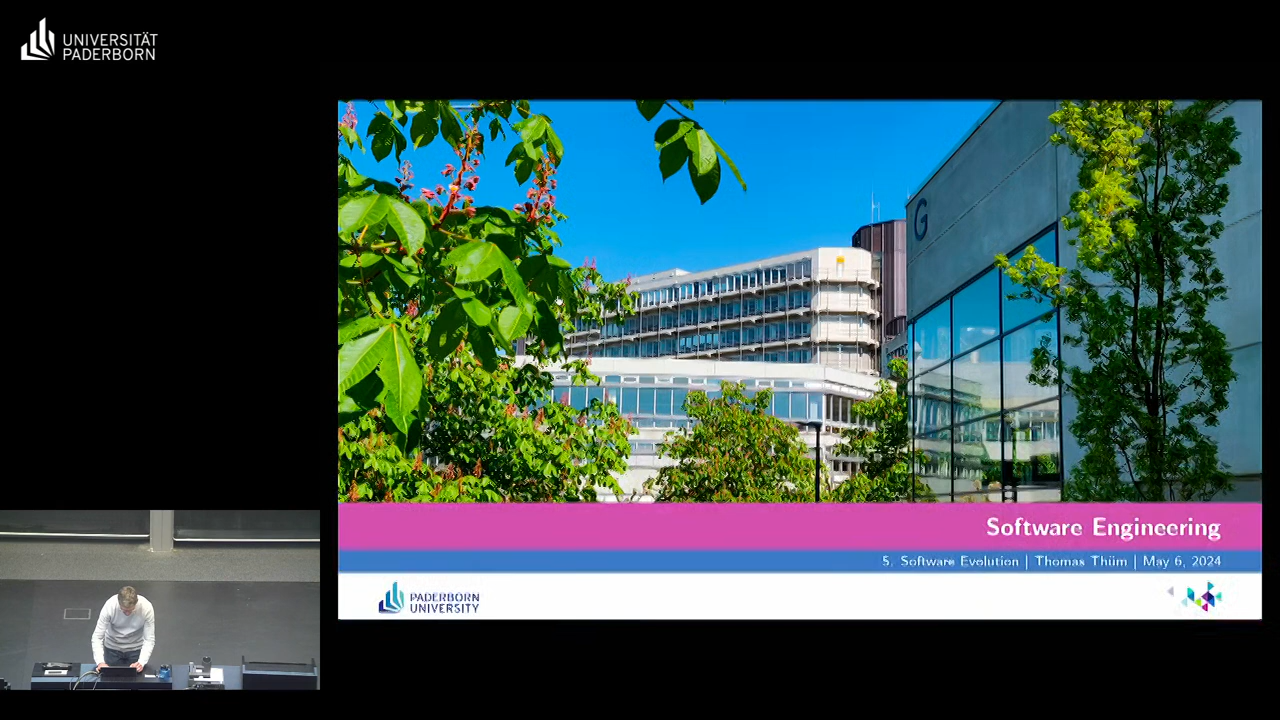 UNIVERSITÄT
PADERBORN
G
Software Engineering
5. Software Evolution | Thomas Thüm | May 6, 2024
PADERBORN
UNIVERSITY